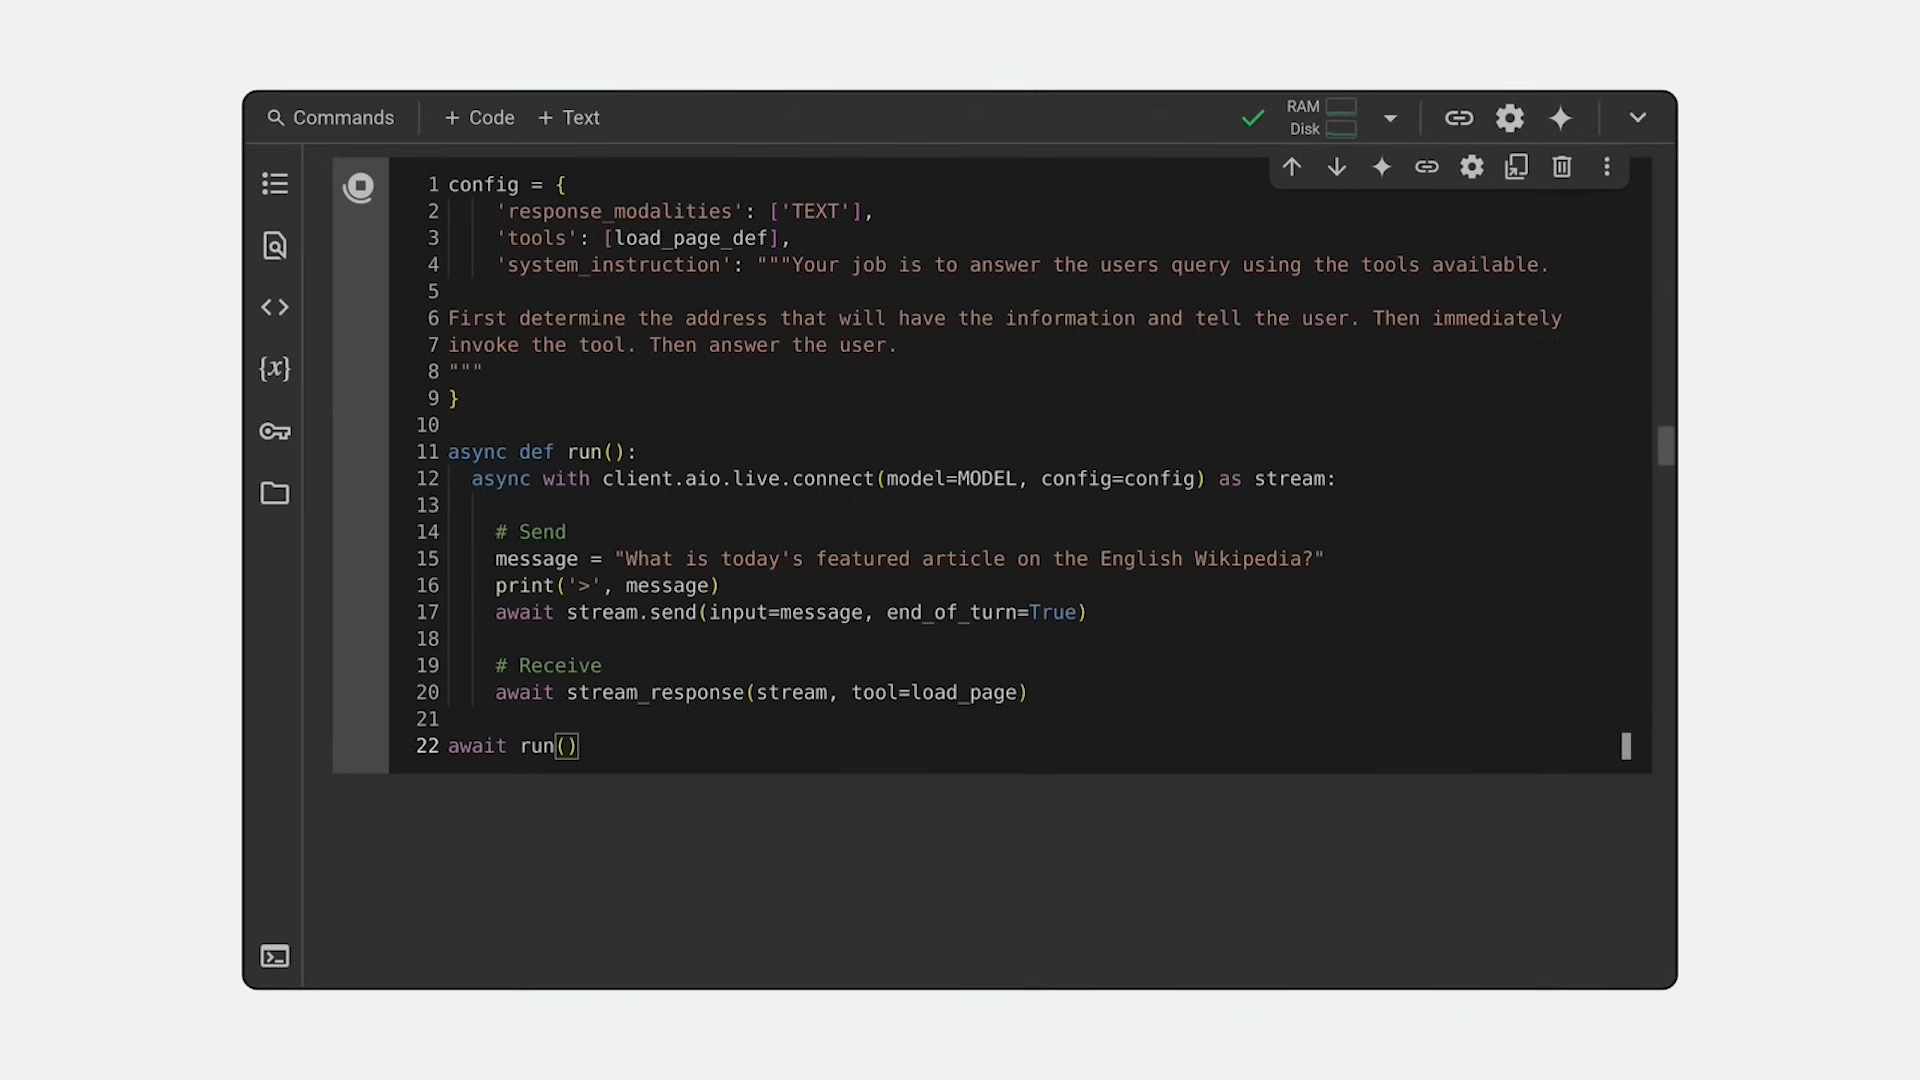 Commands + Code + Text RAM
Disk
1 config = {
2 'response_modalities': ['TEXT'],
3 'tools': [load_page_def],
4 'system_instruction': """Your job is to answer the users query using the tools available.
5
6 First determine the address that will have the information and tell the user. Then immediately
7 invoke the tool. Then answer the user.
8 """
9 }
10
11 async def run():
12 async with client.aio.live.connect(model=MODEL, config=config) as stream:
13
14 # Send
15 message = "What is today's featured article on the English Wikipedia?"
16 print('>', message)
17 await stream.send(input=message, end_of_turn=True)
18
19 # Receive
20 await stream_response(stream, tool=load_page)
21
22 await run()